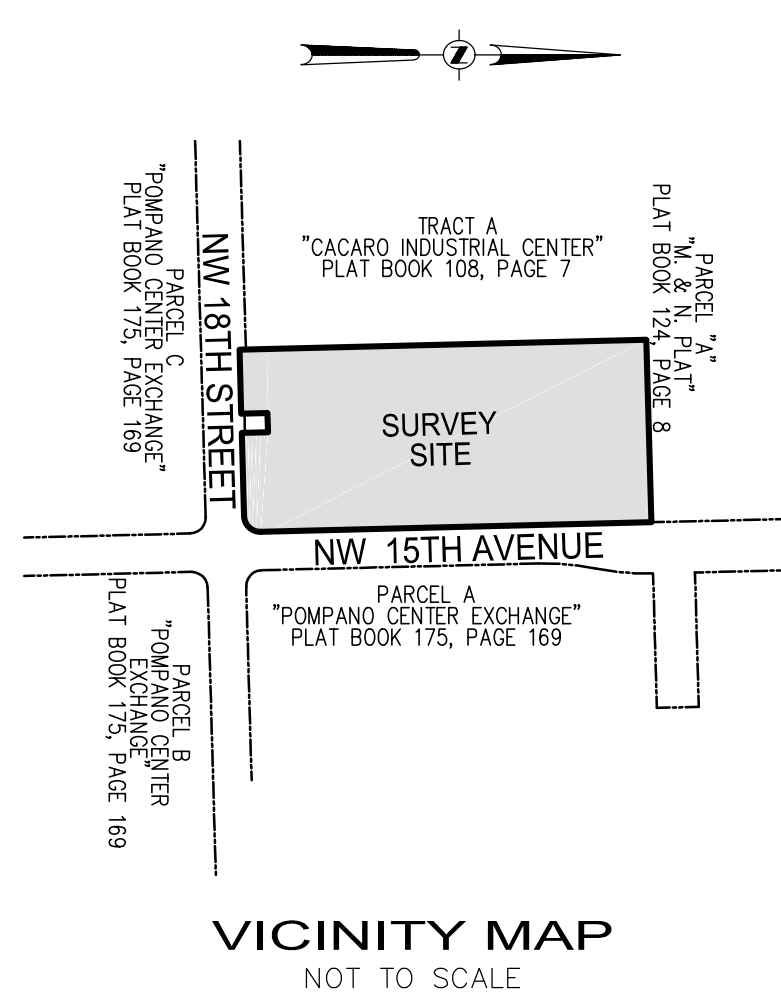 N
TRACT A
"CACARO INDUSTRIAL CENTER"
PLAT BOOK 108, PAGE 7
PARCEL "A"
"M. & N. PLAT"
PLAT BOOK 124, PAGE 8
PARCEL C
"POMPANO CENTER EXCHANGE"
PLAT BOOK 175, PAGE 169
NW 18TH STREET
SURVEY
SITE
NW 15TH AVENUE
PARCEL A
"POMPANO CENTER EXCHANGE"
PLAT BOOK 175, PAGE 169
PARCEL B
"POMPANO CENTER
EXCHANGE"
PLAT BOOK 175, PAGE 169
VICINITY MAP
NOT TO SCALE